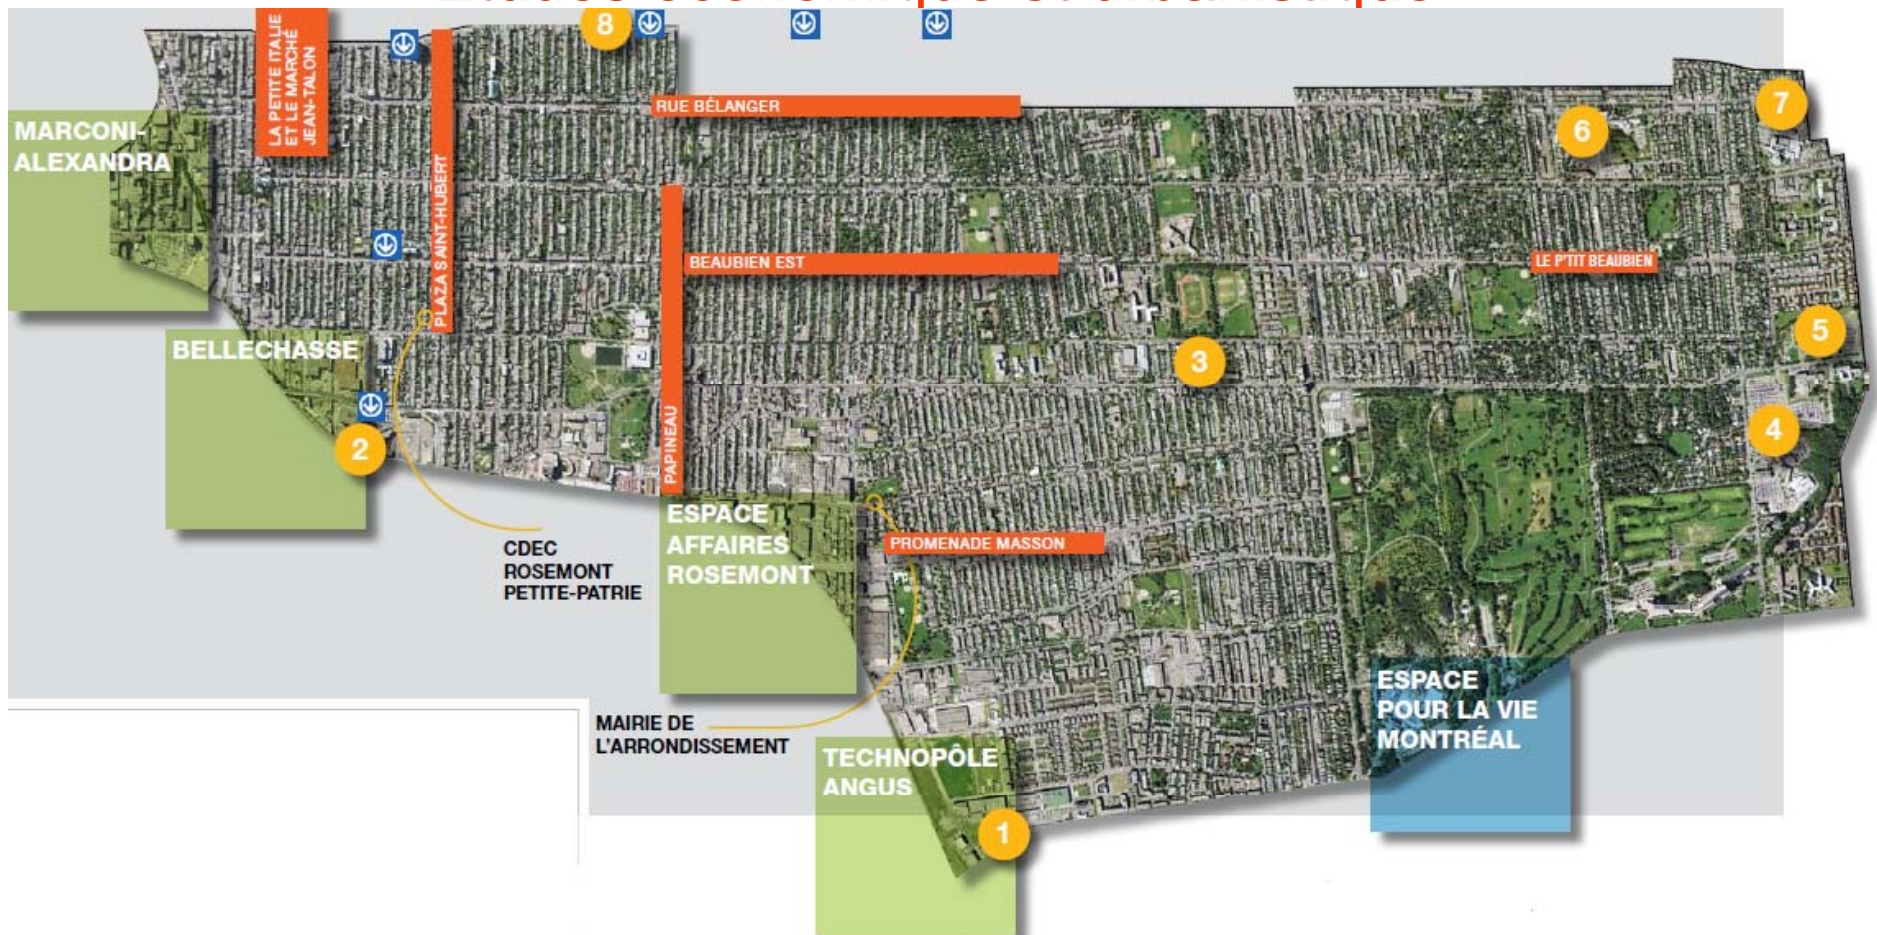 8
LA PETITE ITALIE
ET LE MARCHÉ
JEAN-TALON
RUE BÉLANGER
7
6
MARCONI-
ALEXANDRA
PLAZA SAINT-HUBERT
BEAUBIEN EST
LE P'TIT BEAUBIEN
5
BELLECHASSE
3
PAPINEAU
4
2
ESPACE
AFFAIRES
ROSEMONT
CDEC
ROSEMONT
PETITE-PATRIE
PROMENADE MASSON
MAIRIE DE
L'ARRONDISSEMENT
TECHNOPÔLE
ANGUS
ESPACE
POUR LA VIE
MONTRÉAL
1